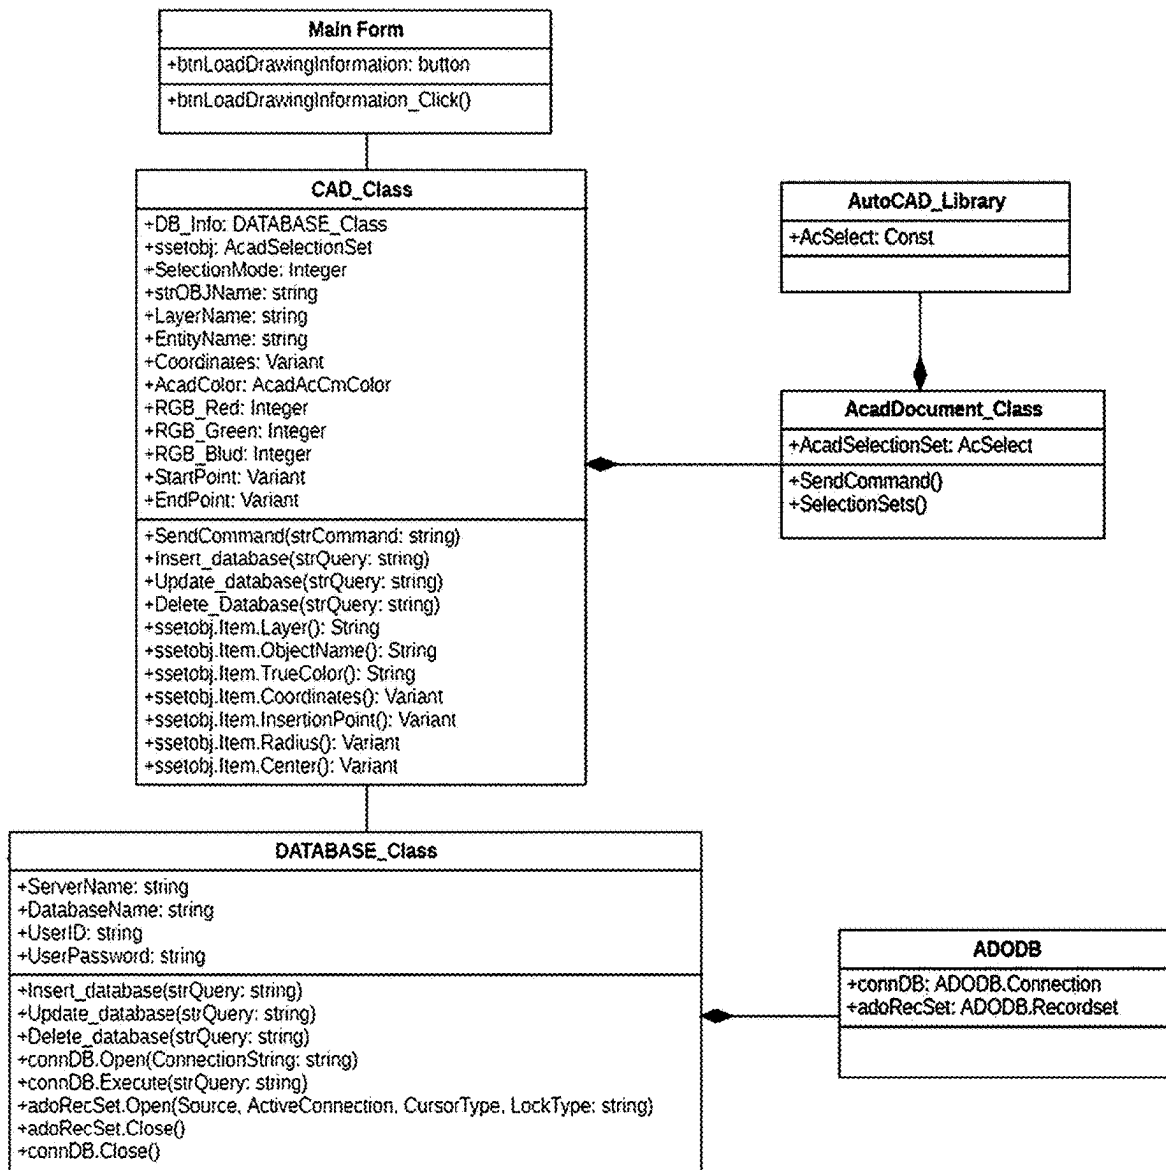 Main Form
+btnLoadDrawingInformation: button
+btnLoadDrawingInformation_Click()
CAD_Class
+DB_Info: DATABASE_Class
+ssetobj: AcadSelectionSet
+SelectionMode: Integer
+strOBJName: string
+LayerName: string
+EntityName: string
+Coordinates: Variant
+AcadColor: AcadAcCmColor
+RGB_Red: Integer
+RGB_Green: Integer
+RGB_Blud: Integer
+StartPoint: Variant
+EndPoint: Variant
+SendCommand(strCommand: string)
+Insert_database(strQuery: string)
+Update_database(strQuery: string)
+Delete_Database(strQuery: string)
+ssetobj.Item.Layer(): String
+ssetobj.Item.ObjectName(): String
+ssetobj.Item.TrueColor(): String
+ssetobj.Item.Coordinates(): Variant
+ssetobj.Item.InsertionPoint(): Variant
+ssetobj.Item.Radius(): Variant
+ssetobj.Item.Center(): Variant
AutoCAD_Library
+AcSelect: Const
AcadDocument_Class
+AcadSelectionSet: AcSelect
+SendCommand()
+SelectionSets()
DATABASE_Class
+ServerName: string
+DatabaseName: string
+UserID: string
+UserPassword: string
+Insert_database(strQuery: string)
+Update_database(strQuery: string)
+Delete_database(strQuery: string)
+connDB.Open(ConnectionString: string)
+connDB.Execute(strQuery: string)
+adoRecSet.Open(Source, ActiveConnection, CursorType, LockType: string)
+adoRecSet.Close()
+connDB.Close()
ADODB
+connDB: ADODB.Connection
+adoRecSet: ADODB.Recordset